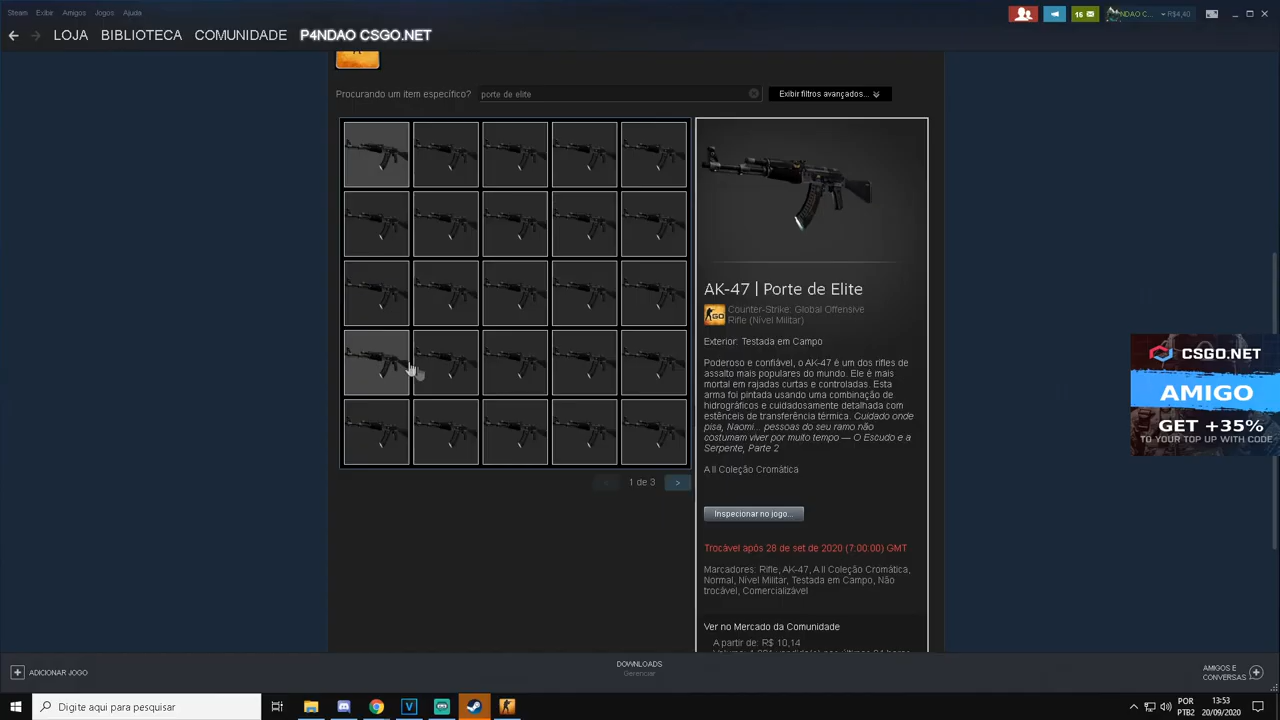 Steam Exibir Amigos Jogos Ajuda
16
P4NDAO C... R$4,40
LOJA BIBLIOTECA COMUNIDADE P4NDAO CSGO.NET
Procurando um item específico? porte de elite Exibir filtros avançados...
AK-47 | Porte de Elite
GO Counter-Strike: Global Offensive
Rifle (Nível Militar)
Exterior: Testada em Campo
Poderoso e confiável, o AK-47 é um dos rifles de
assalto mais populares do mundo. Ele é mais
mortal em rajadas curtas e controladas. Esta
arma foi pintada usando uma combinação de
hidrográficos e cuidadosamente detalhada com
estênceis de transferência térmica. Cuidado onde
pisa, Naomi... pessoas do seu ramo não
costumam viver por muito tempo — O Escudo e a
Serpente, Parte 2
A II Coleção Cromática
< 1 de 3 >
Inspecionar no jogo...
Trocável após 28 de set de 2020 (7:00:00) GMT
Marcadores: Rifle, AK-47, A II Coleção Cromática,
Normal, Nível Militar, Testada em Campo, Não
trocável, Comercializável
Ver no Mercado da Comunidade
A partir de: R$ 10,14
CSGO.NET
AMIGO
GET +35%
TO YOUR TOP UP WITH CODE
ADICIONAR JOGO
DOWNLOADS
Gerenciar
AMIGOS E
CONVERSAS
Digite aqui para pesquisar
POR
PTB2
13:53
20/09/2020